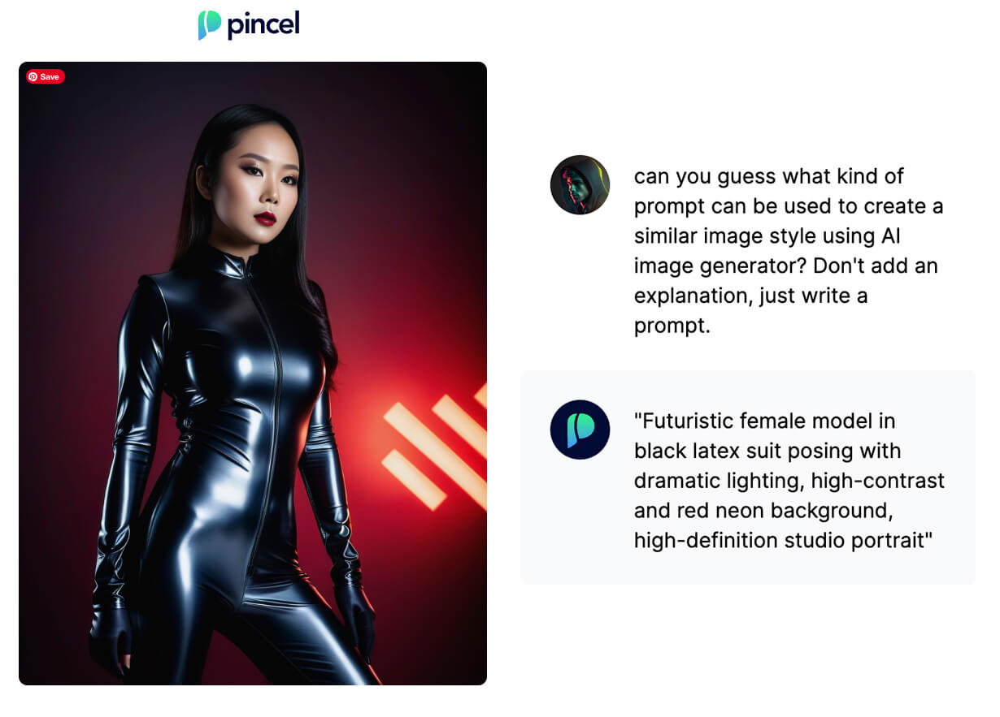 pincel
Save
can you guess what kind of
prompt can be used to create a
similar image style using AI
image generator? Don't add an
explanation, just write a
prompt.
"Futuristic female model in
black latex suit posing with
dramatic lighting, high-contrast
and red neon background,
high-definition studio portrait"